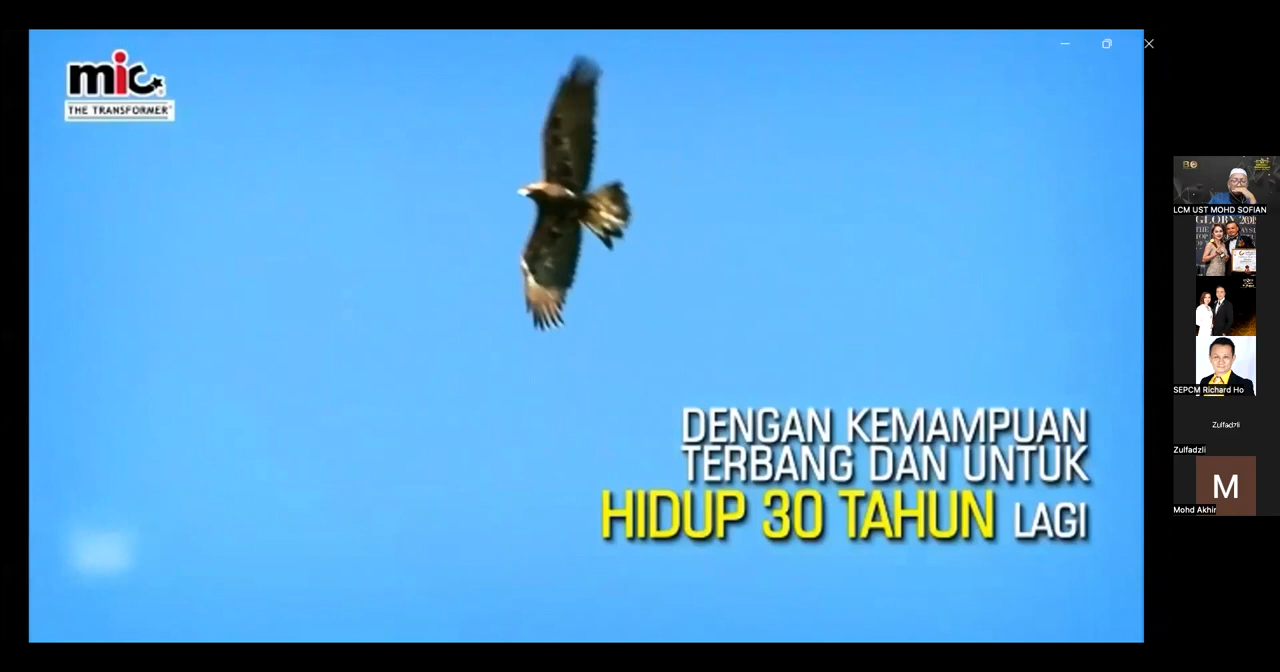 mic
THE TRANSFORMER
DENGAN KEMAMPUAN
TERBANG DAN UNTUK
HIDUP 30 TAHUN LAGI
LCM UST MOHD SOFIAN
GLORY
SEPCM Richard Ho
Zulfadzli
Zulfadzli
M
Mohd Akhir